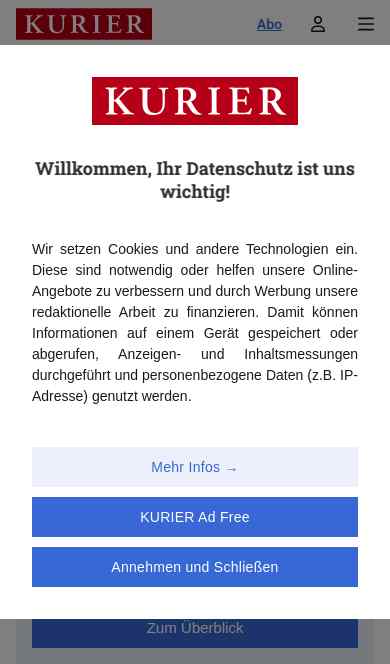 KURIER
Abo
KURIER
Willkommen, Ihr Datenschutz ist uns
wichtig!
Wir setzen Cookies und andere Technologien ein.
Diese sind notwendig oder helfen unsere Online-
Angebote zu verbessern und durch Werbung unsere
redaktionelle Arbeit zu finanzieren. Damit können
Informationen auf einem Gerät gespeichert oder
abgerufen, Anzeigen- und Inhaltsmessungen
durchgeführt und personenbezogene Daten (z.B. IP-
Adresse) genutzt werden.
Mehr Infos →
KURIER Ad Free
Annehmen und Schließen
Zum Überblick